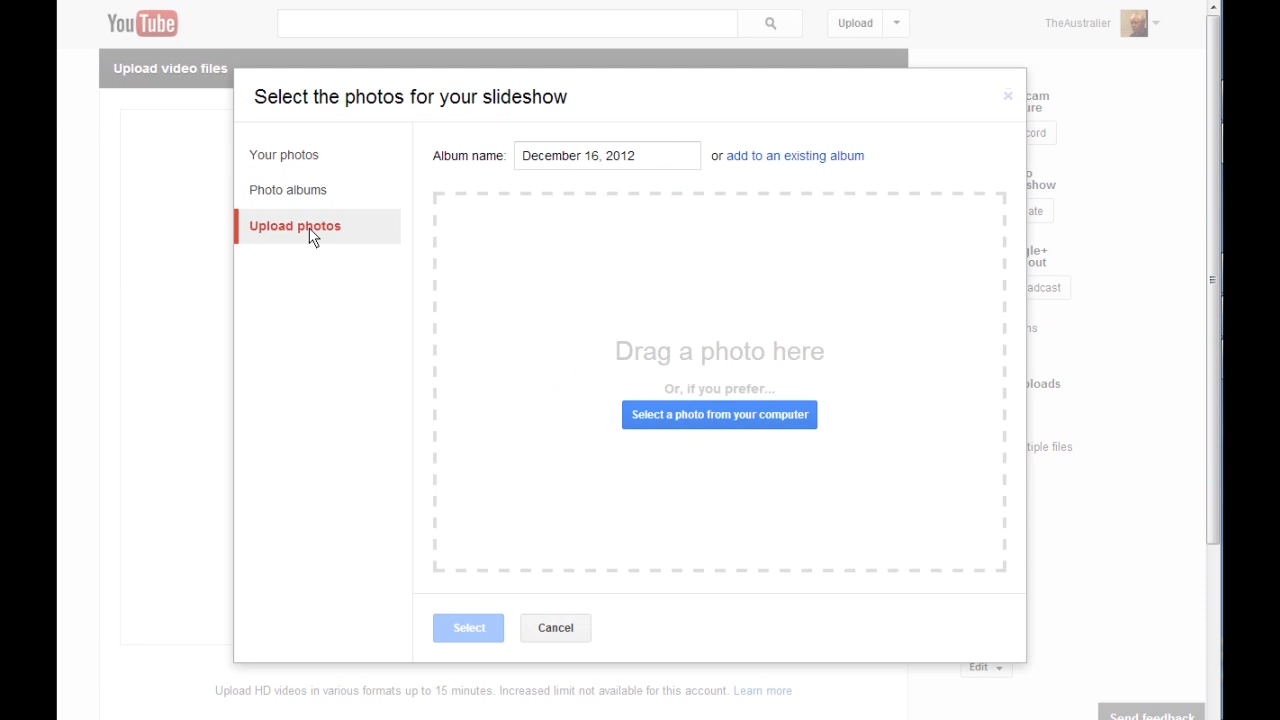 YouTube
Upload
TheAustralier
Upload video files
Select the photos for your slideshow
Your photos
Photo albums
Upload photos
Album name: December 16, 2012 or add to an existing album
Drag a photo here
Or, if you prefer...
Select a photo from your computer
Select
Cancel
cam
ure
cord
o
show
ate
gle+
out
adcast
ns
loads
tiple files
Edit
Upload HD videos in various formats up to 15 minutes. Increased limit not available for this account. Learn more
Send feedback